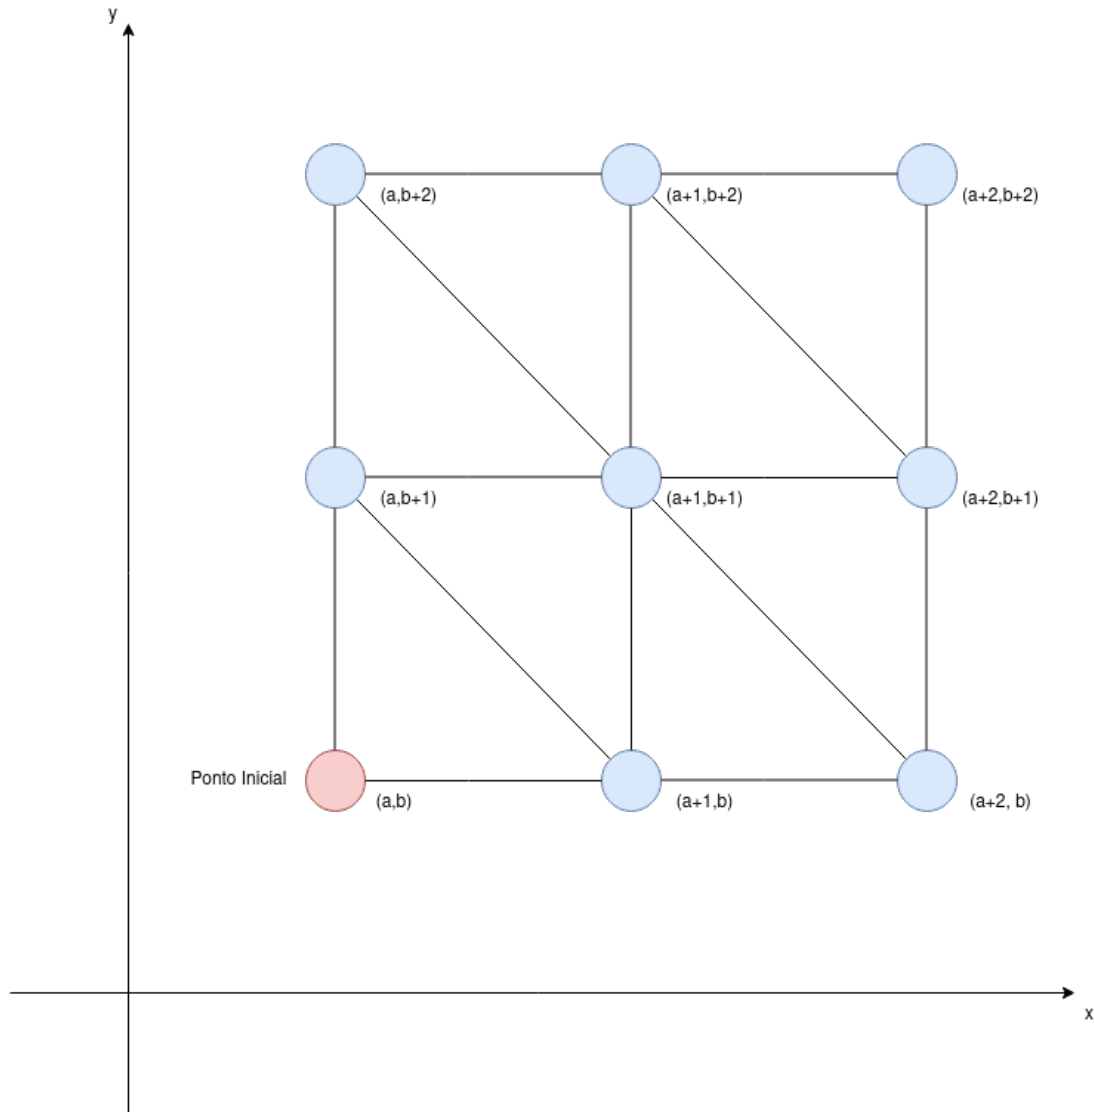 y
(a,b+2)
(a+1,b+2)
(a+2,b+2)
(a,b+1)
(a+1,b+1)
(a+2,b+1)
Ponto Inicial
(a,b)
(a+1,b)
(a+2, b)
x